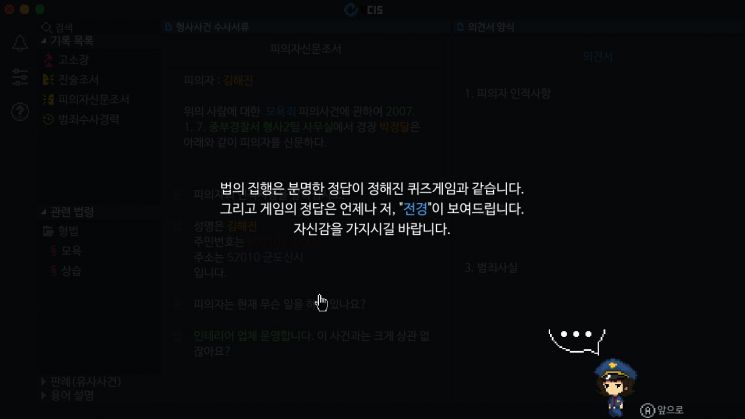 CIS
검색
기록 목록
고소장
진술조서
피의자신문조서
범죄수사경력
관련 법령
형법
모욕
상습
판례(유사사건)
용어 설명
형사사건 수사서류
피의자신문조서
피의자 : 김해진
위의 사람에 대한 모욕죄 피의사건에 관하여 2007.
1. 7. 중부경찰서 형사2팀 사무실에서 경장 박정달은
아래와 같이 피의자를 신문하다.
법의 집행은 분명한 정답이 정해진 퀴즈게임과 같습니다.
그리고 게임의 정답은 언제나 저, "전경"이 보여드립니다.
자신감을 가지시길 바랍니다.
성명은 김해진
주민번호는
주소는 52010 군도신시
입니다.
피의자는 현재 무슨 일을 하고 있나요?
인테리어 업체 운영합니다. 이 사건과는 크게 상관 없
잖아요?
의견서 양식
의견서
1. 피의자 인적사항
3. 범죄사실
A 앞으로